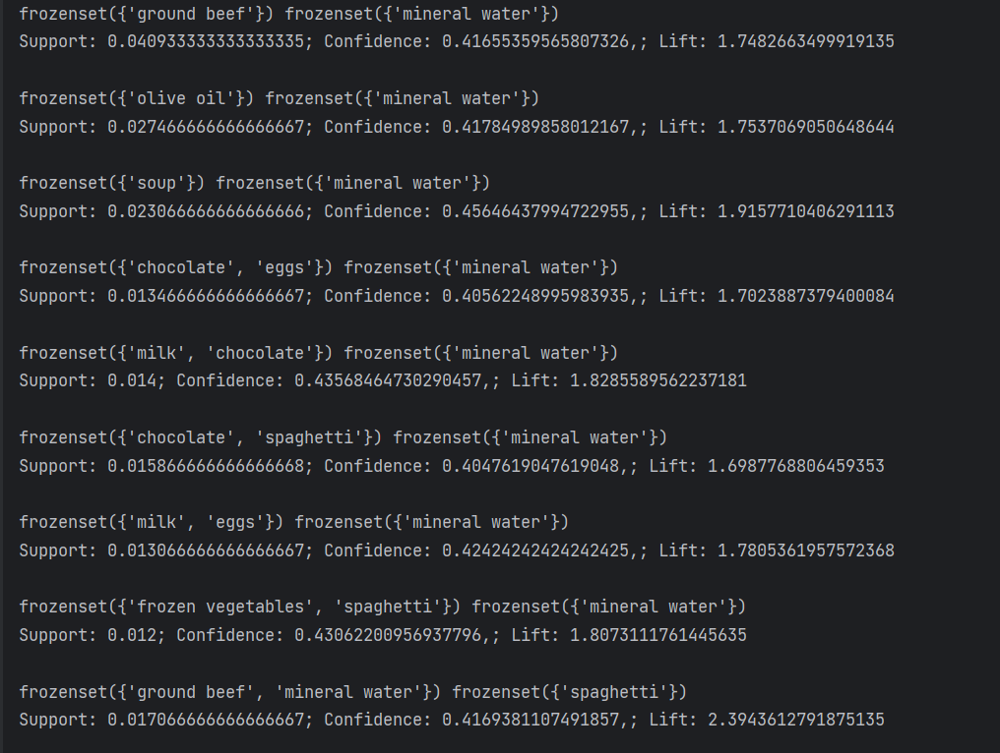 frozenset({'ground beef'}) frozenset({'mineral water'})
Support: 0.040933333333333335; Confidence: 0.41655359565807326,; Lift: 1.7482663499919135
frozenset({'olive oil'}) frozenset({'mineral water'})
Support: 0.027466666666666667; Confidence: 0.41784989858012167,; Lift: 1.7537069050648644
frozenset({'soup'}) frozenset({'mineral water'})
Support: 0.023066666666666666; Confidence: 0.45646437994722955,; Lift: 1.9157710406291113
frozenset({'chocolate', 'eggs'}) frozenset({'mineral water'})
Support: 0.013466666666666667; Confidence: 0.40562248995983935,; Lift: 1.7023887379400084
frozenset({'milk', 'chocolate'}) frozenset({'mineral water'})
Support: 0.014; Confidence: 0.43568464730290457,; Lift: 1.8285589562237181
frozenset({'chocolate', 'spaghetti'}) frozenset({'mineral water'})
Support: 0.015866666666666668; Confidence: 0.4047619047619048,; Lift: 1.6987768806459353
frozenset({'milk', 'eggs'}) frozenset({'mineral water'})
Support: 0.013066666666666667; Confidence: 0.42424242424242425,; Lift: 1.7805361957572368
frozenset({'frozen vegetables', 'spaghetti'}) frozenset({'mineral water'})
Support: 0.012; Confidence: 0.43062200956937796,; Lift: 1.8073111761445635
frozenset({'ground beef', 'mineral water'}) frozenset({'spaghetti'})
Support: 0.017066666666666667; Confidence: 0.4169381107491857,; Lift: 2.3943612791875135